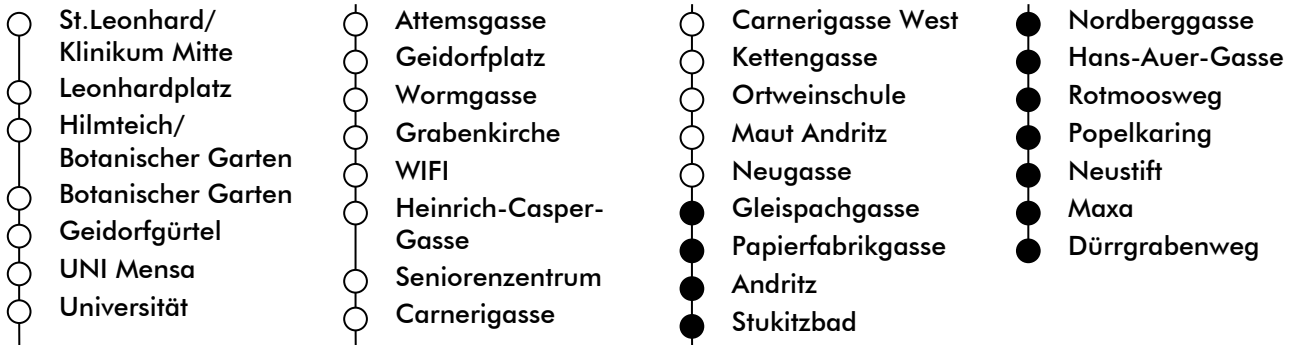 St.Leonhard/
Klinikum Mitte
Leonhardplatz
Hilmteich/
Botanischer Garten
Botanischer Garten
Geidorfgürtel
UNI Mensa
Universität
Attemsgasse
Geidorfplatz
Wormgasse
Grabenkirche
WIFI
Heinrich-Casper-
Gasse
Seniorenzentrum
Carnerigasse
Carnerigasse West
Kettengasse
Ortweinschule
Maut Andritz
Neugasse
Gleispachgasse
Papierfabrikgasse
Andritz
Stukitzbad
Nordberggasse
Hans-Auer-Gasse
Rotmoosweg
Popelkaring
Neustift
Maxa
Dürrgrabenweg